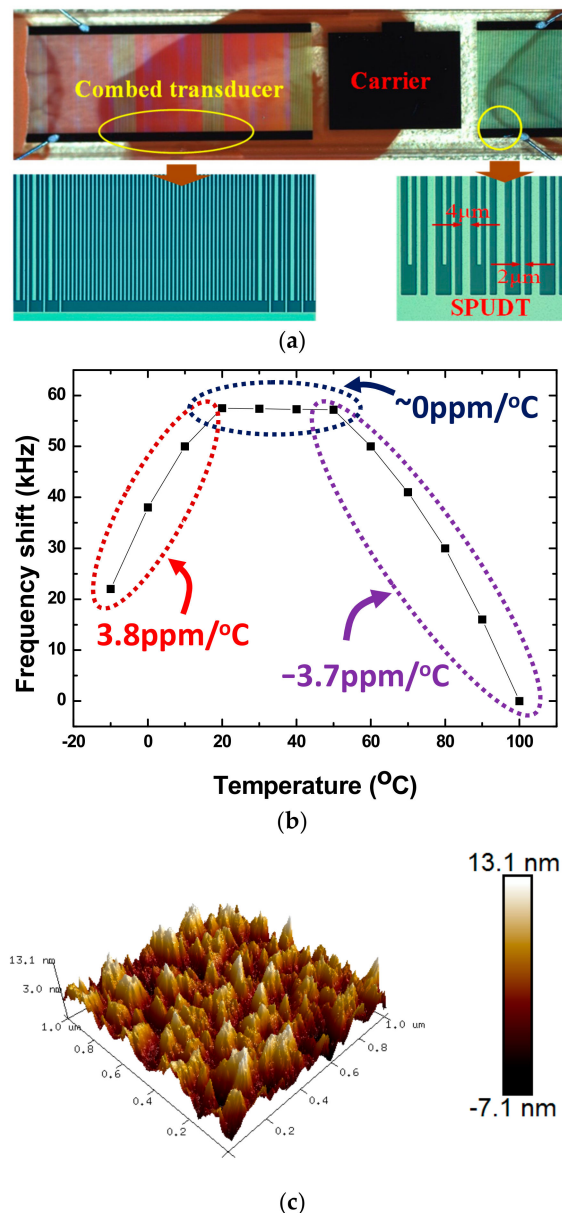 Combed transducer
Carrier
4μm
2μm
SPUDT
(a)
60
50
40
30
20
10
0
Frequency shift (kHz)
~0ppm/°C
3.8ppm/°C
−3.7ppm/°C
-20 0 20 40 60 80 100
Temperature (°C)
(b)
13.1 nm
3.0 nm
1.0 um
0.8
0.6
0.4
0.2
1.0 um
0.8
0.6
0.4
0.2
13.1 nm
-7.1 nm
(c)